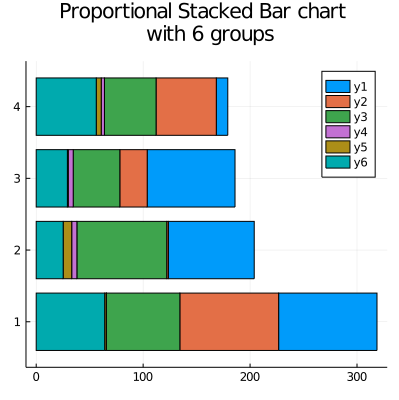 Proportional Stacked Bar chart
with 6 groups
4
3
2
1
0 100 200 300
y1
y2
y3
y4
y5
y6